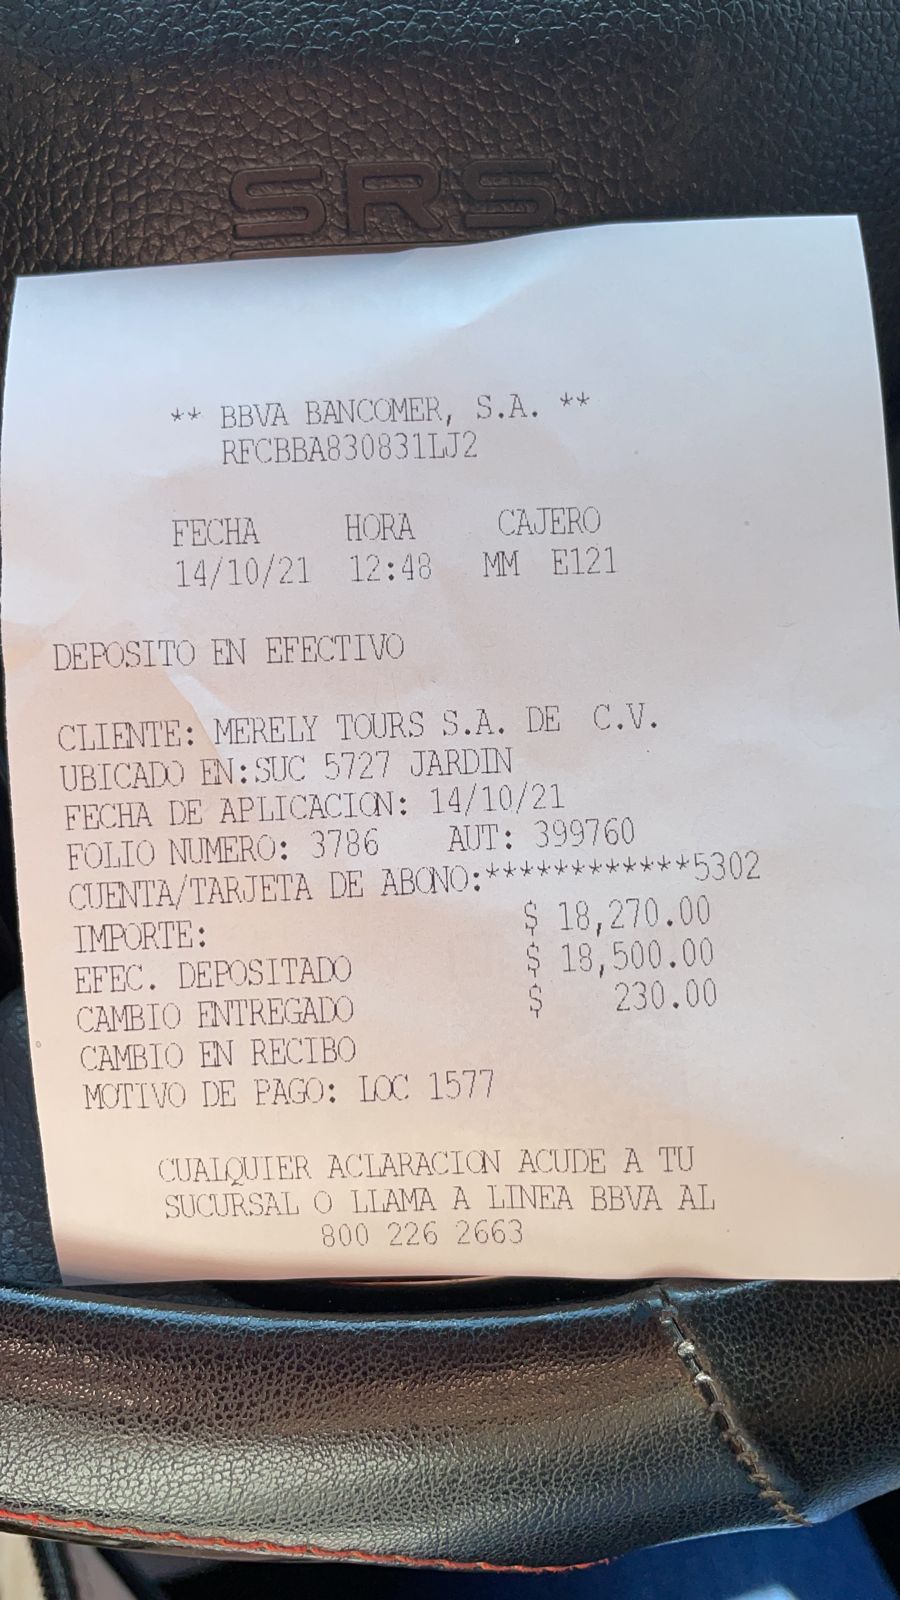 SRS
** BBVA BANCOMER, S.A. **
RFCBBA830831LJ2
FECHA HORA CAJERO
14/10/21 12:48 MM E121
DEPOSITO EN EFECTIVO
CLIENTE: MERELY TOURS S.A. DE C.V.
UBICADO EN:SUC 5727 JARDIN
FECHA DE APLICACION: 14/10/21
FOLIO NUMERO: 3786 AUT: 399760
CUENTA/TARJETA DE ABONO:************5302
IMPORTE: $ 18,270.00
EFEC. DEPOSITADO $ 18,500.00
CAMBIO ENTREGADO $ 230.00
CAMBIO EN RECIBO
MOTIVO DE PAGO: LOC 1577
CUALQUIER ACLARACION ACUDE A TU
SUCURSAL O LLAMA A LINEA BBVA AL
800 226 2663